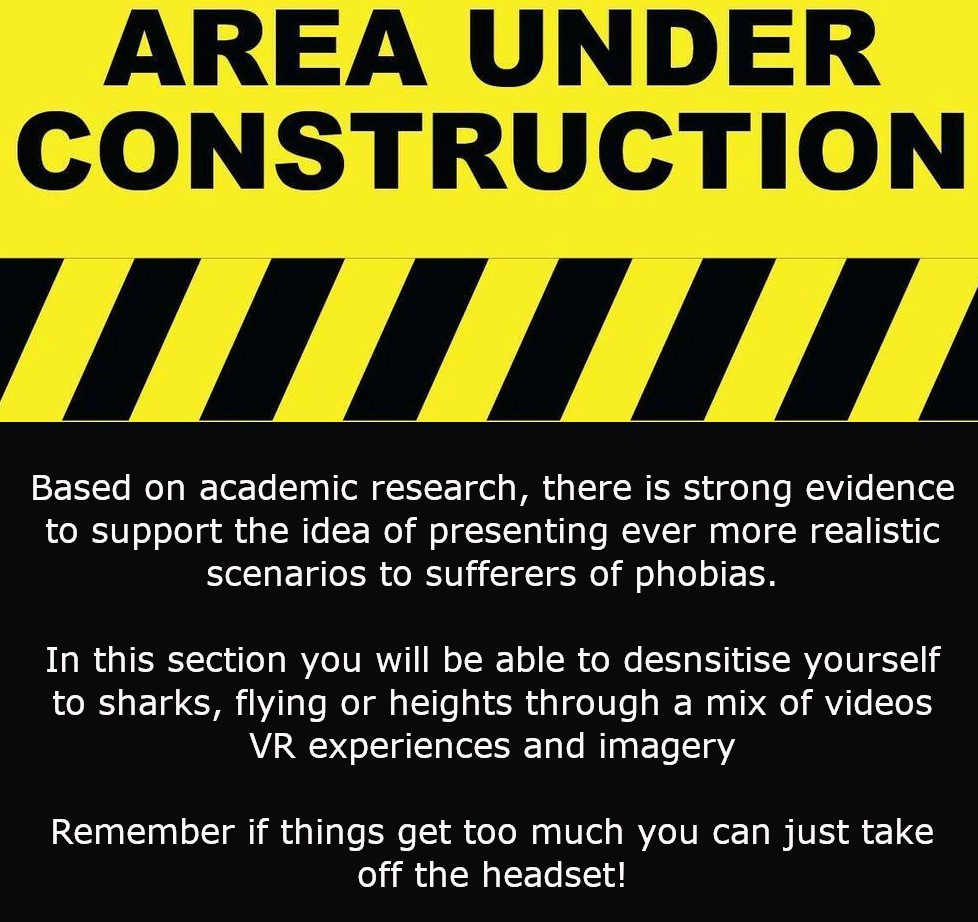 AREA UNDER
CONSTRUCTION
Based on academic research, there is strong evidence
to support the idea of presenting ever more realistic
scenarios to sufferers of phobias.
In this section you will be able to desnsitise yourself
to sharks, flying or heights through a mix of videos
VR experiences and imagery
Remember if things get too much you can just take
off the headset!